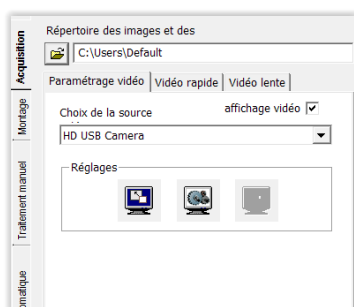 Répertoire des images et des
C:\Users\Default
Acquisition
Montage
Traitement manuel
Paramétrage vidéo
Vidéo rapide
Vidéo lente
Choix de la source
affichage vidéo
HD USB Camera
Réglages